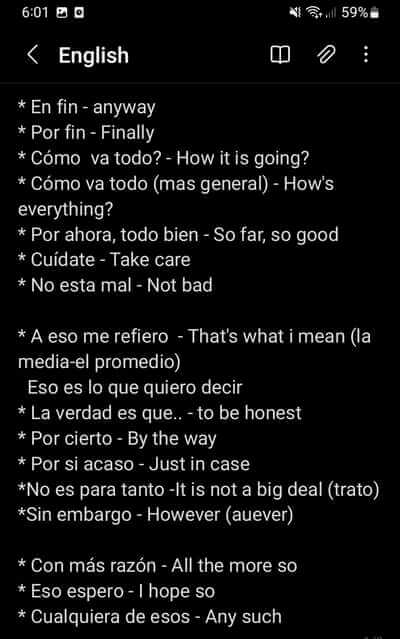 6:01 59%
English
* En fin - anyway
* Por fin - Finally
* Cómo  va todo? - How it is going?
* Cómo va todo (mas general) - How's
everything?
* Por ahora, todo bien - So far, so good
* Cuídate - Take care
* No esta mal - Not bad
* A eso me refiero  - That's what i mean (la
media-el promedio)
Eso es lo que quiero decir
* La verdad es que.. - to be honest
* Por cierto - By the way
* Por si acaso - Just in case
*No es para tanto -It is not a big deal (trato)
*Sin embargo - However (auever)
* Con más razón - All the more so
* Eso espero - I hope so
* Cualquiera de esos - Any such